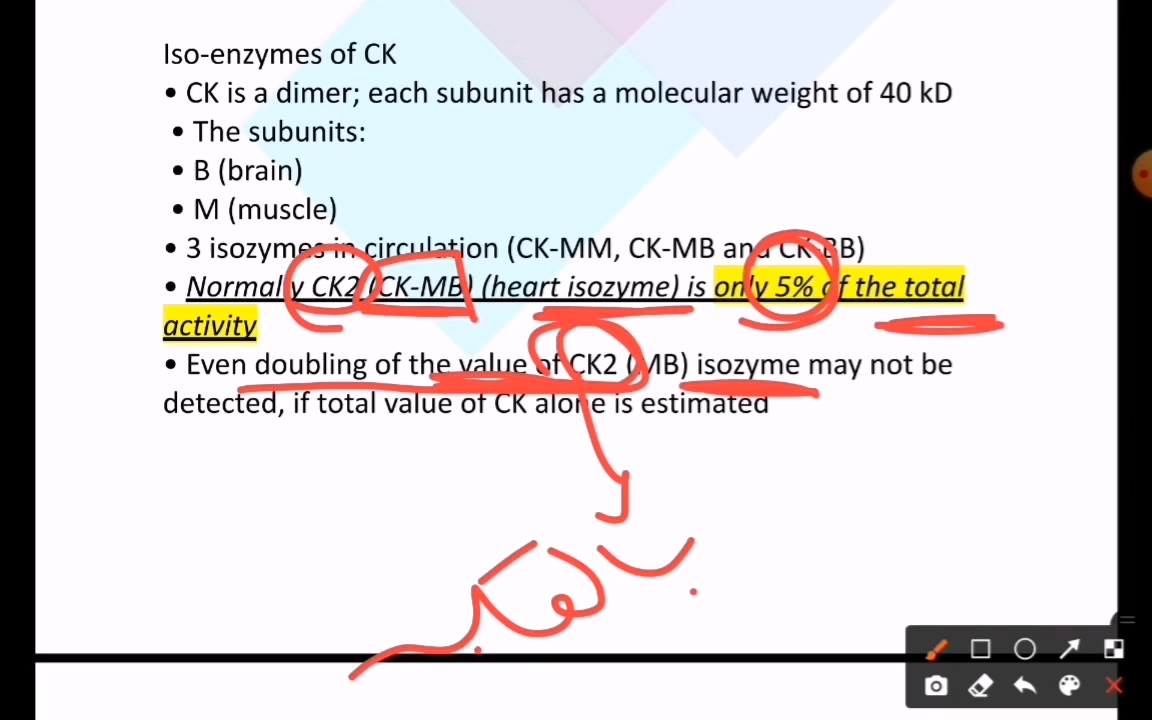 Iso-enzymes of CK
• CK is a dimer; each subunit has a molecular weight of 40 kD
• The subunits:
• B (brain)
• M (muscle)
• 3 isozymes in circulation (CK-MM, CK-MB and CK-BB)
• Normally CK2 (CK-MB) (heart isozyme) is only 5% of the total
activity
• Even doubling of the value of CK2 (MB) isozyme may not be
detected, if total value of CK alone is estimated